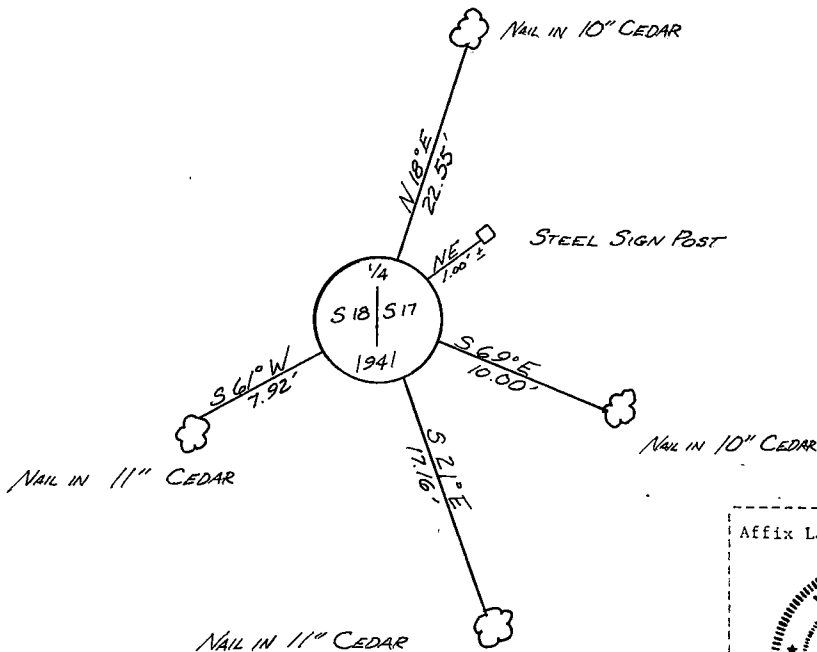 NAIL IN 10" CEDAR
N 18° E
22.55'
STEEL SIGN POST
NE
1.00' ±
1/4
S 18 | S 17
1941
S 69° E
10.00'
S 61° W
7.92'
NAIL IN 10" CEDAR
NAIL IN 11" CEDAR
S 21° E
17.16'
NAIL IN 11" CEDAR
Affix